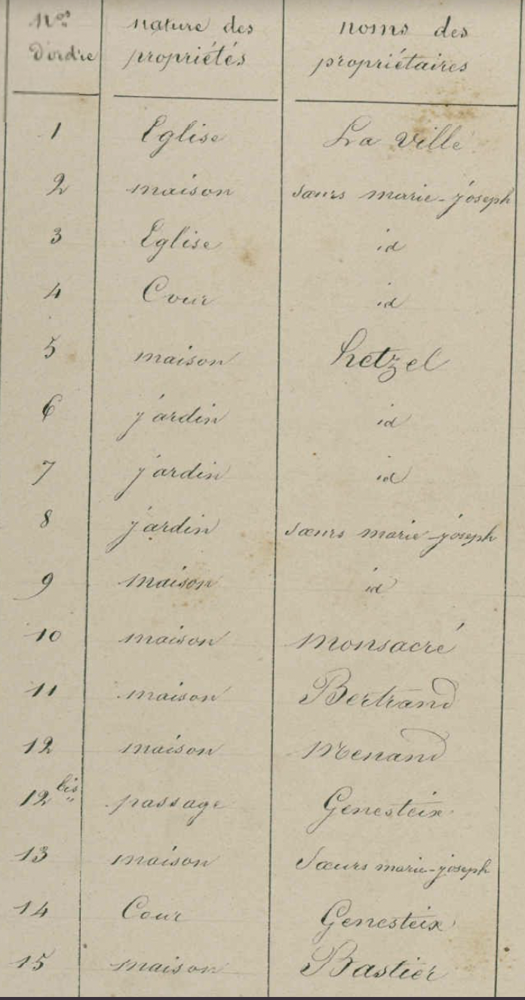 Nos d'ordre nature des propriétés noms des propriétaires
1 Eglise La ville
2 maison sœurs marie-joseph
3 Eglise id
4 Cour id
5 maison hetzel
6 jardin id
7 jardin id
8 jardin sœurs marie-joseph
9 maison id
10 maison monsacré
11 maison Bertrand
12 maison menand
12 bis passage Genesteix
13 maison Sœurs marie-joseph
14 Cour Genesteix
15 maison Bastier